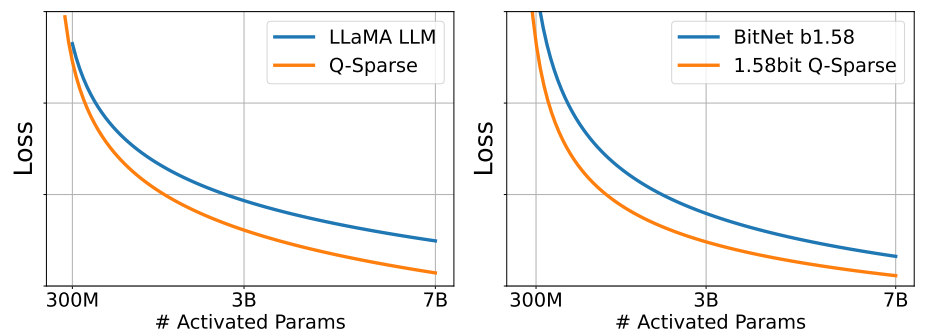 LLaMA LLM
Q-Sparse
Loss
300M 3B 7B
# Activated Params
BitNet b1.58
1.58bit Q-Sparse
Loss
300M 3B 7B
# Activated Params